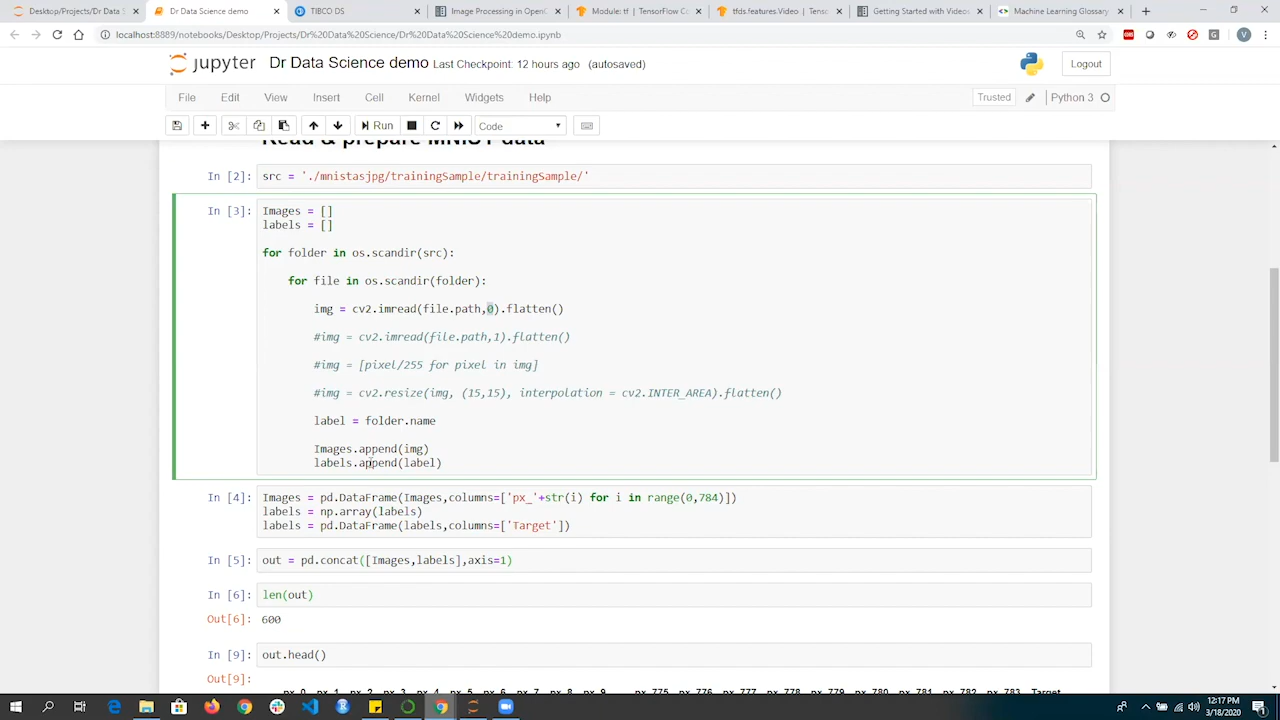 Desktop/Projects/Dr Data S
Dr Data Science demo
TIBCO DS
Image Processing in OpenC
Module: tf | TensorFlow Co
tfds.features.Video | Tenso
Getting Started with Videos
Machine Learning Glossary
localhost:8889/notebooks/Desktop/Projects/Dr%20Data%20Science/Dr%20Data%20Science%20demo.ipynb
jupyter Dr Data Science demo Last Checkpoint: 12 hours ago (autosaved)
Logout
File Edit View Insert Cell Kernel Widgets Help
Trusted Python 3
Run Code
Read & prepare MNIST data
In [2]: src = './mnistasjpg/trainingSample/trainingSample/'
In [3]: Images = []
labels = []
for folder in os.scandir(src):
for file in os.scandir(folder):
img = cv2.imread(file.path,0).flatten()
#img = cv2.imread(file.path,1).flatten()
#img = [pixel/255 for pixel in img]
#img = cv2.resize(img, (15,15), interpolation = cv2.INTER_AREA).flatten()
label = folder.name
Images.append(img)
labels.append(label)
In [4]: Images = pd.DataFrame(Images,columns=['px_'+str(i) for i in range(0,784)])
labels = np.array(labels)
labels = pd.DataFrame(labels,columns=['Target'])
In [5]: out = pd.concat([Images,labels],axis=1)
In [6]: len(out)
Out[6]: 600
In [9]: out.head()
Out[9]:
px_0 px_1 px_2 px_3 px_4 px_5 px_6 px_7 px_8 px_9 ... px_775 px_776 px_777 px_778 px_779 px_780 px_781 px_782 px_783 Target
12:17 PM
3/18/2020